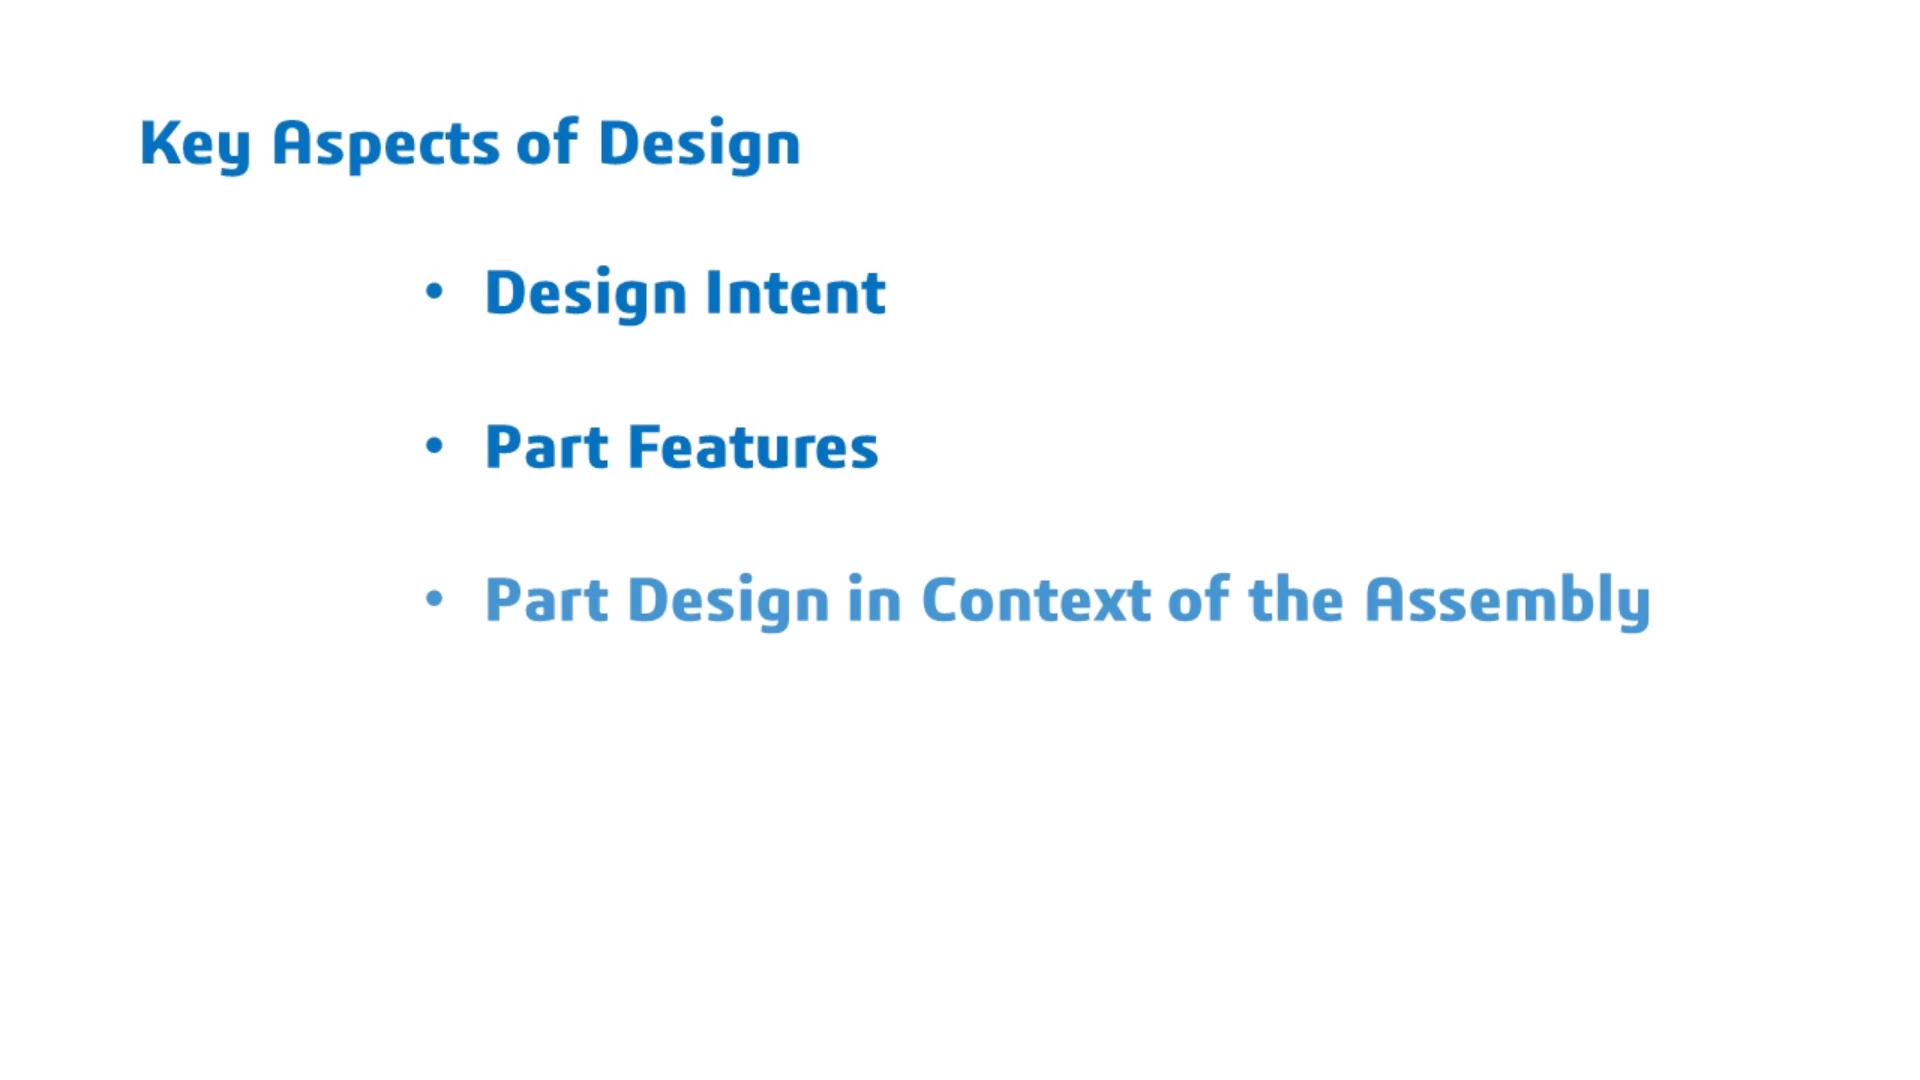 Key Aspects of Design
• Design Intent
• Part Features
• Part Design in Context of the Assembly